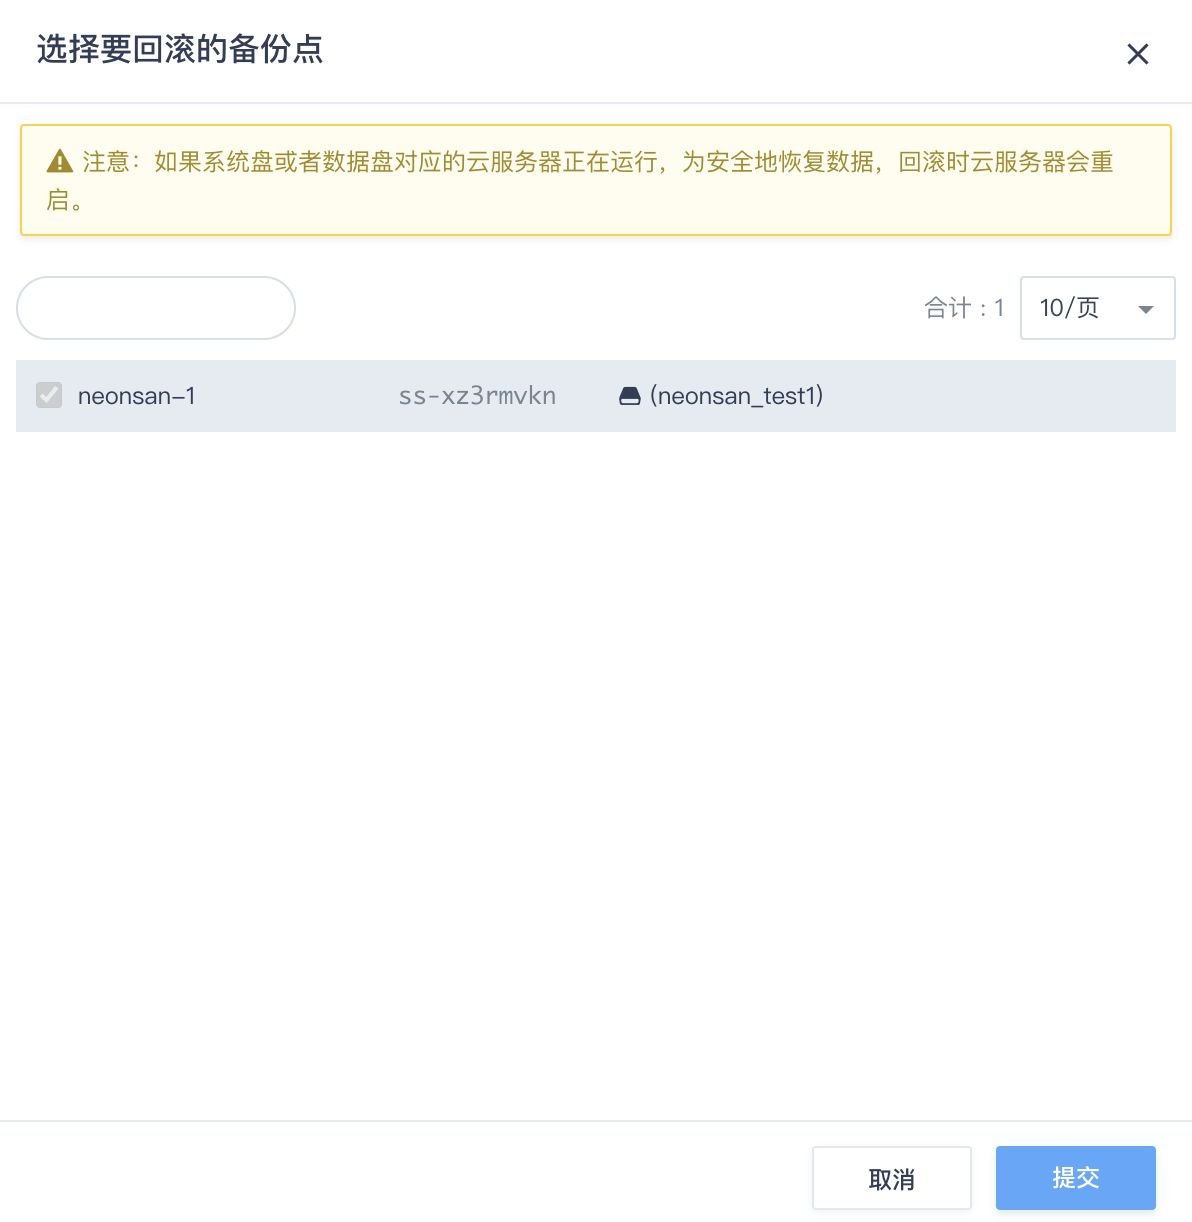 选择要回滚的备份点
注意：如果系统盘或者数据盘对应的云服务器正在运行，为安全地恢复数据，回滚时云服务器会重
启。
合计 : 1
10/页
neonsan-1 ss-xz3rmvkn (neonsan_test1)
取消 提交